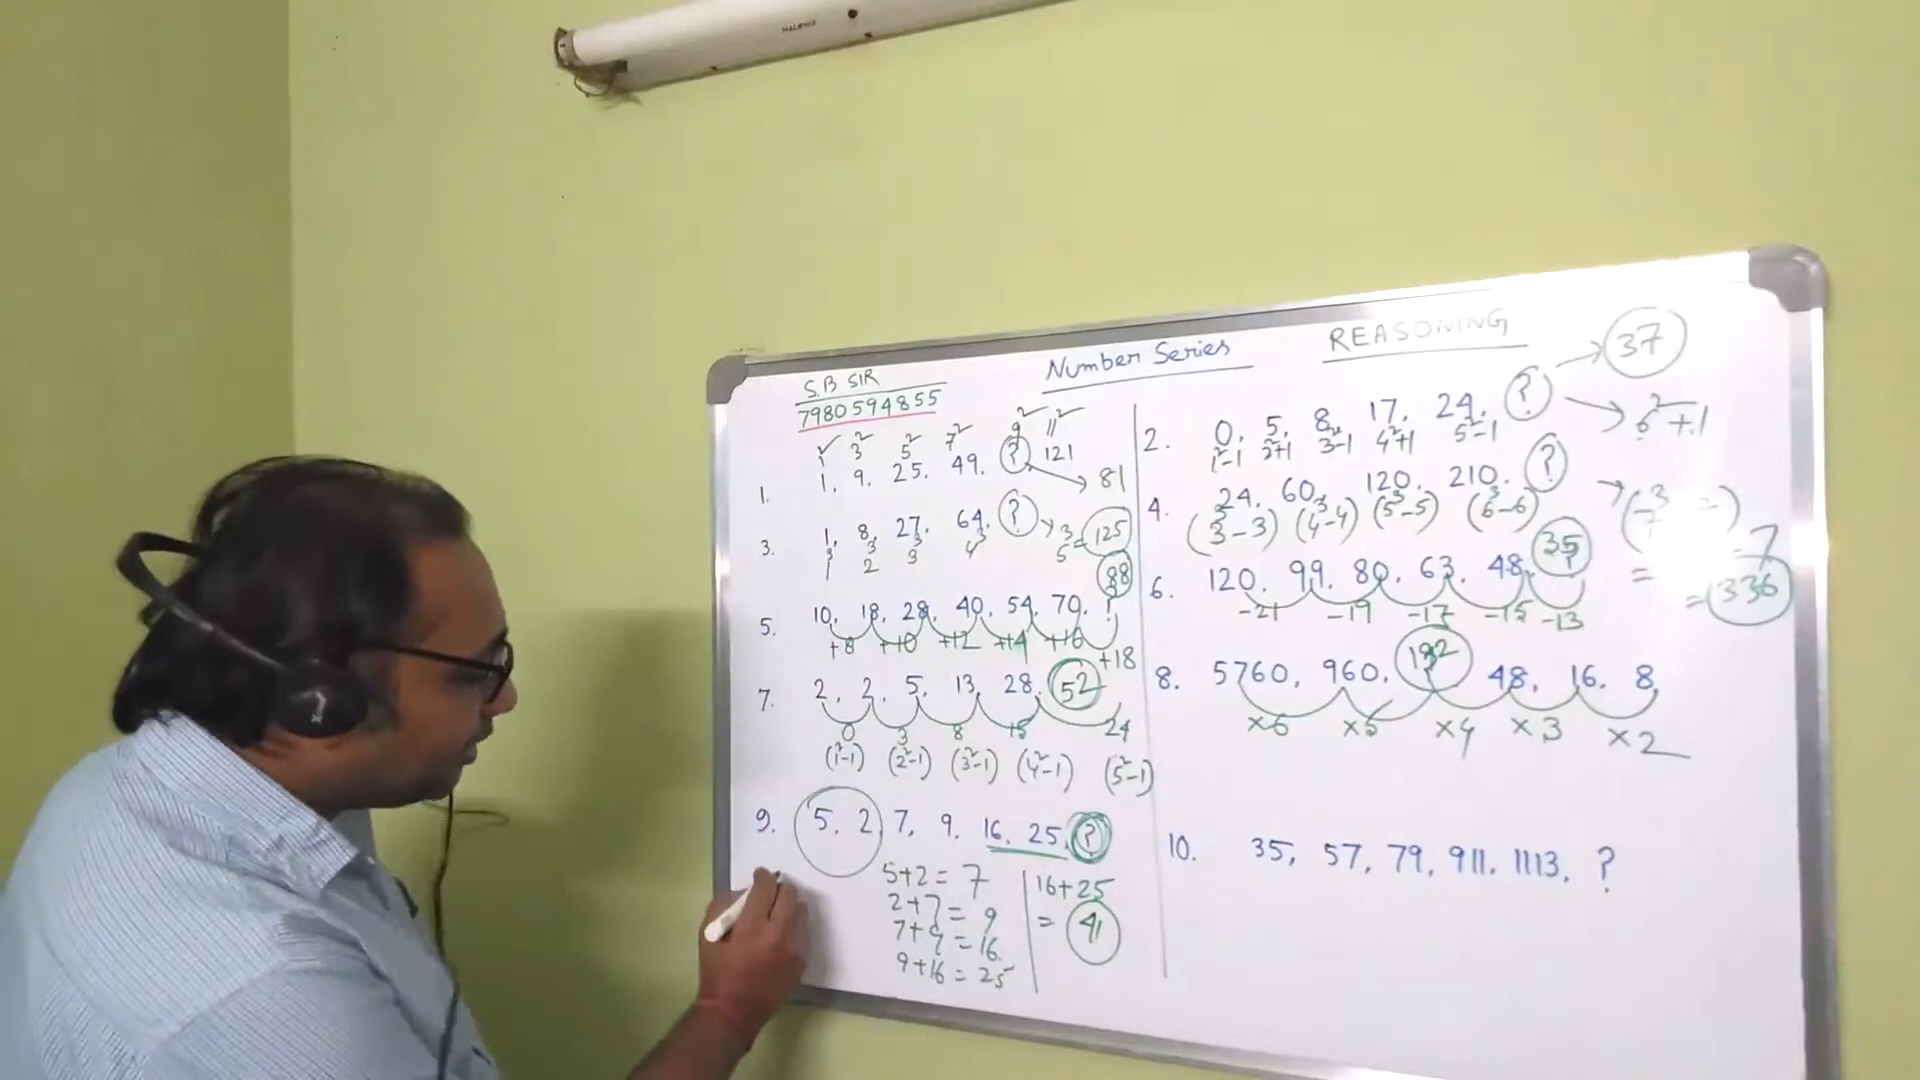 HALONIX
REASONING
Number Series
S.B SIR
7980594855
1² 3² 5² 7² 9² 11²
1. 1, 9, 25, 49, ? 121
→ 81
2. 0, 5, 8, 17, 24, ? → 37
1²-1 2²+1 3²-1 4²+1 5²-1 → 6²+1
3. 1, 8, 27, 64, ? → 5³ = 125
1³ 2³ 3³ 4³
4. 24, 60, 120, 210, ?
(3³-3) (4³-4) (5³-5) (6³-6)
= 336
5. 10, 18, 28, 40, 54, 70, ? 88
+8 +10 +12 +14 +16 +18
6. 120, 99, 80, 63, 48, 35
-21 -19 -17 -15 -13
7. 2, 2, 5, 13, 28, 52
0 3 8 15 24
(1²-1) (2²-1) (3²-1) (4²-1) (5²-1)
8. 5760, 960, 192 48, 16, 8,
×6 ×5 ×4 ×3 ×2
9. 5, 2, 7, 9, 16, 25, ?
5+2 = 7
2+7 = 9
7+9 = 16
9+16 = 25
16+25
= 41
10. 35, 57, 79, 911, 1113, ?